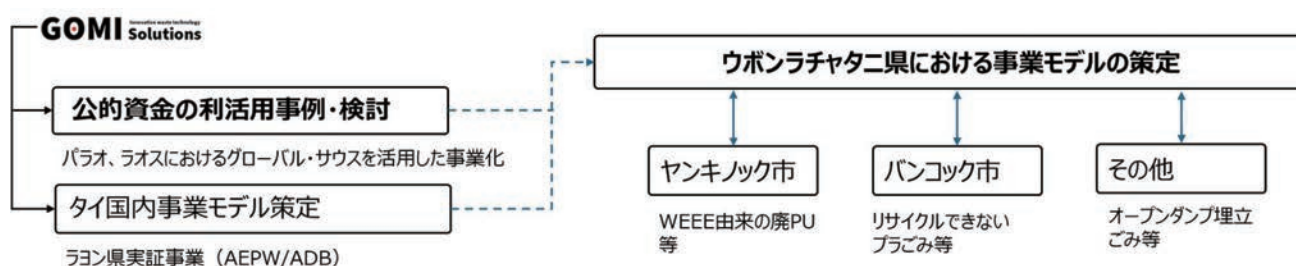 GOMI Innovative waste technology Solutions
公的資金の利活用事例・検討
パラオ、ラオスにおけるグローバル・サウスを活用した事業化
タイ国内事業モデル策定
ラヨン県実証事業（AEPW/ADB）
ウボンラチャタニ県における事業モデルの策定
ヤンキノック市
WEEE由来の廃PU
等
バンコック市
リサイクルできない
プラごみ等
その他
オープンダンプ埋立
ごみ等